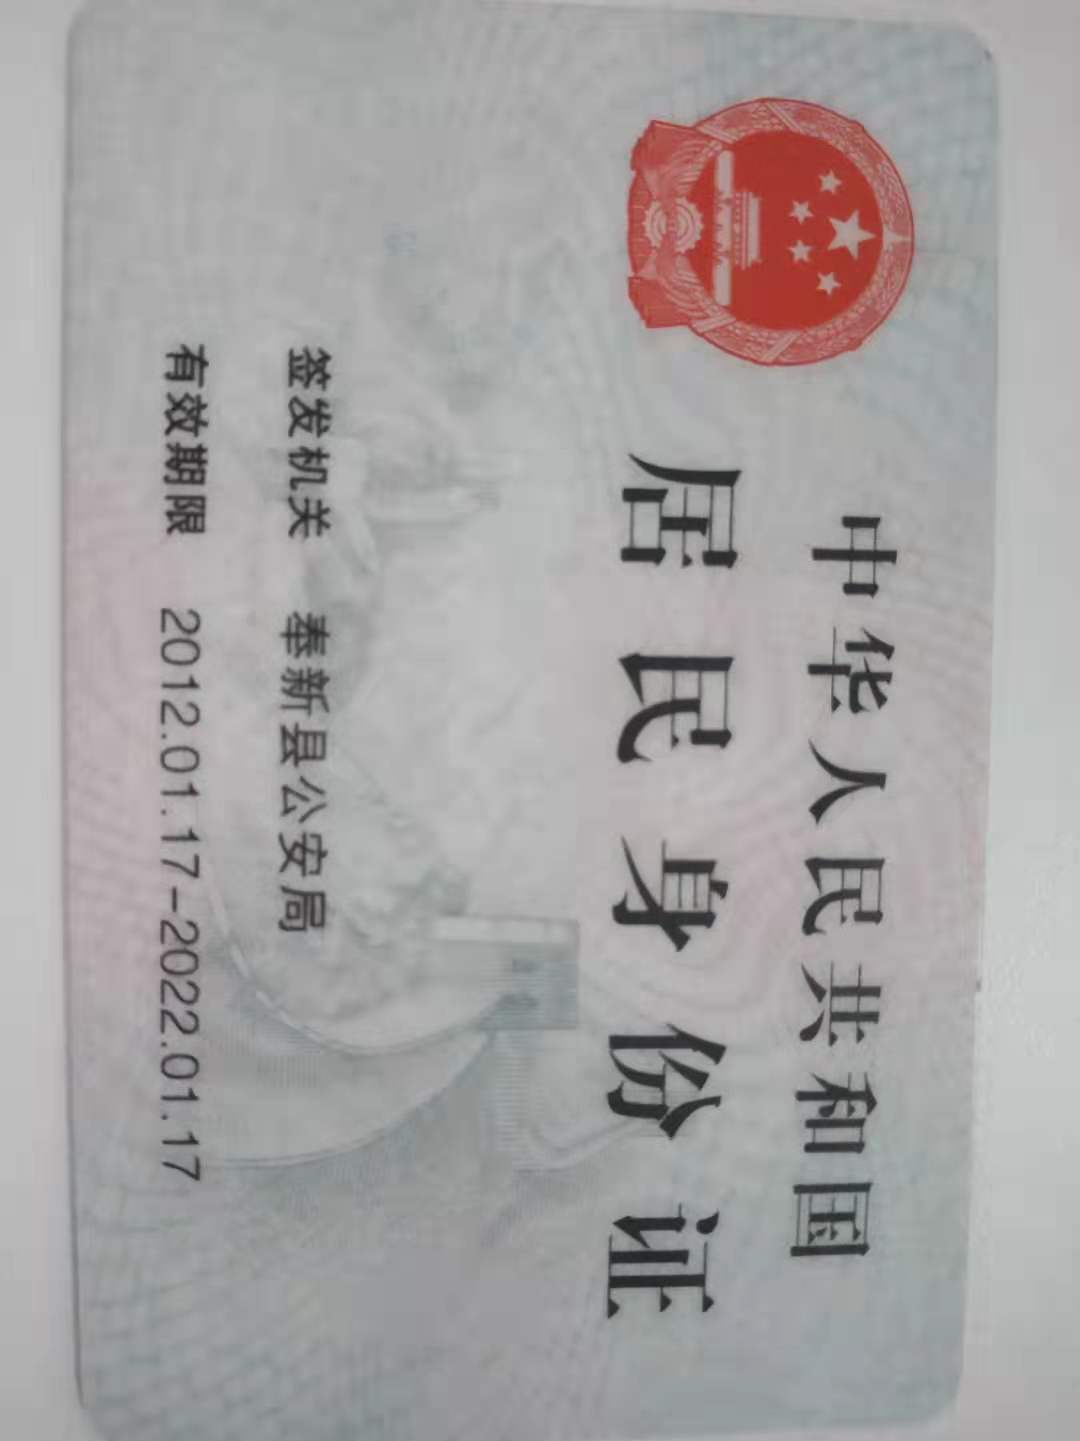 中华人民共和国
居民身份证
签发机关 奉新县公安局
有效期限 2012.01.17-2022.01.17